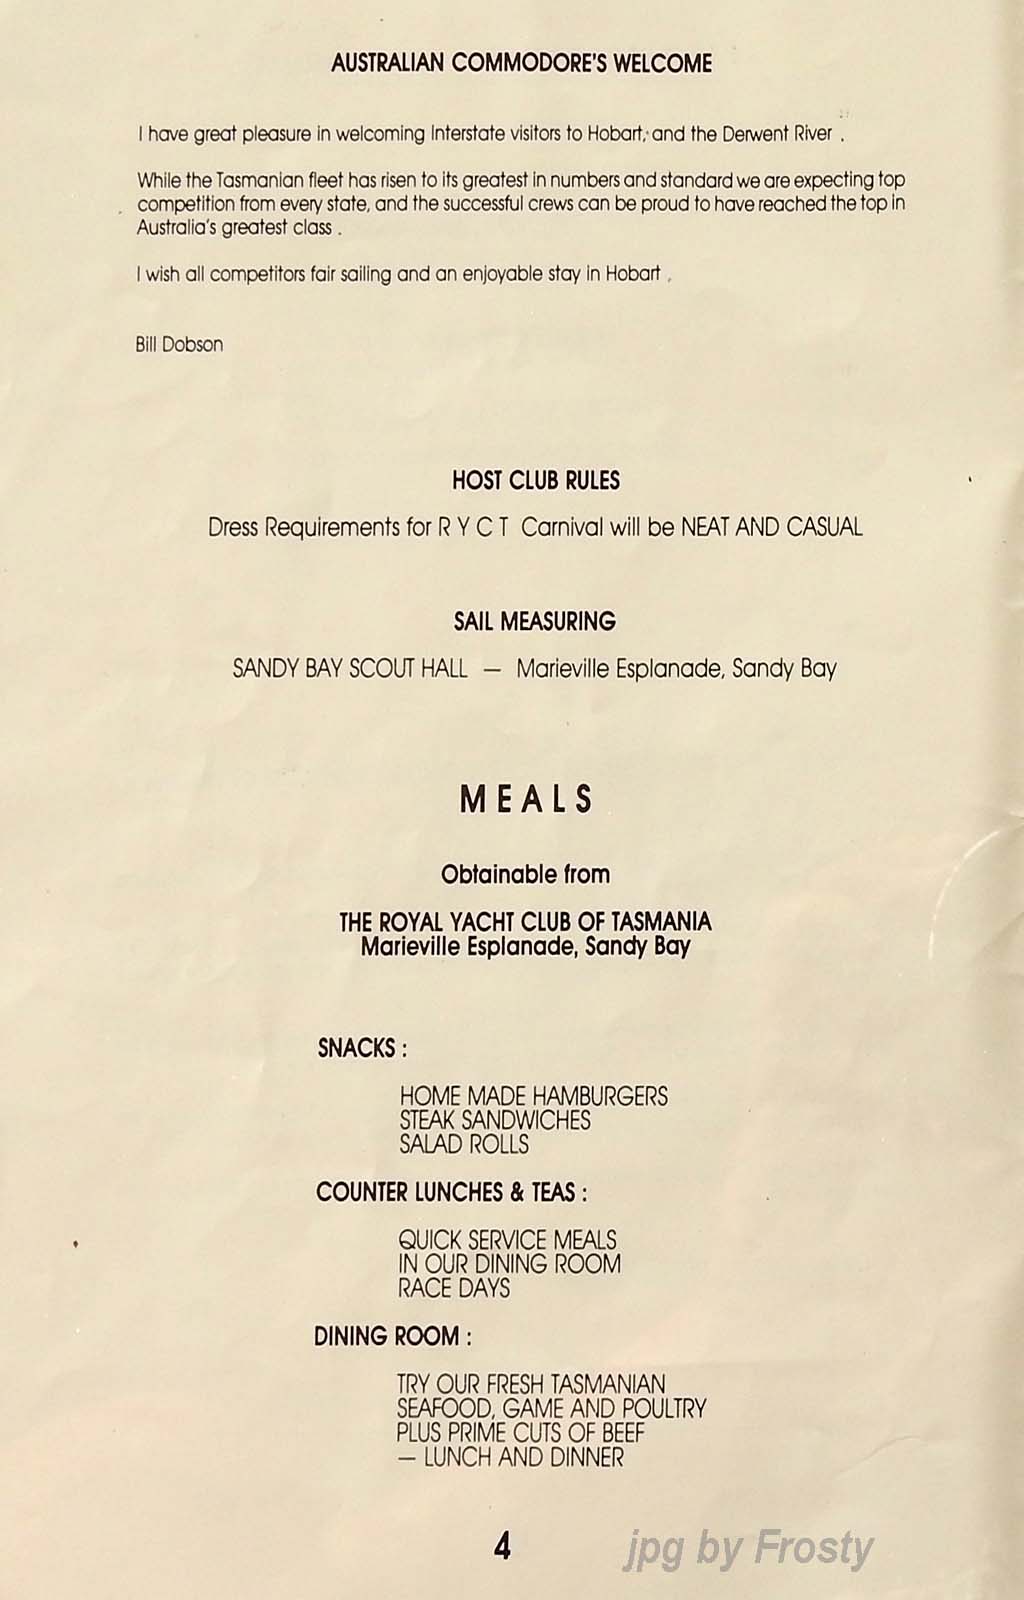 AUSTRALIAN COMMODORE'S WELCOME
I have great pleasure in welcoming Interstate visitors to Hobart, and the Derwent River .
While the Tasmanian fleet has risen to its greatest in numbers and standard we are expecting top
competition from every state, and the successful crews can be proud to have reached the top in
Australia's greatest class .
I wish all competitors fair sailing and an enjoyable stay in Hobart .
Bill Dobson
HOST CLUB RULES
Dress Requirements for R Y C T Carnival will be NEAT AND CASUAL
SAIL MEASURING
SANDY BAY SCOUT HALL — Marieville Esplanade, Sandy Bay
MEALS
Obtainable from
THE ROYAL YACHT CLUB OF TASMANIA
Marieville Esplanade, Sandy Bay
SNACKS :
HOME MADE HAMBURGERS
STEAK SANDWICHES
SALAD ROLLS
COUNTER LUNCHES & TEAS :
QUICK SERVICE MEALS
IN OUR DINING ROOM
RACE DAYS
DINING ROOM :
TRY OUR FRESH TASMANIAN
SEAFOOD, GAME AND POULTRY
PLUS PRIME CUTS OF BEEF
— LUNCH AND DINNER
4
jpg by Frosty